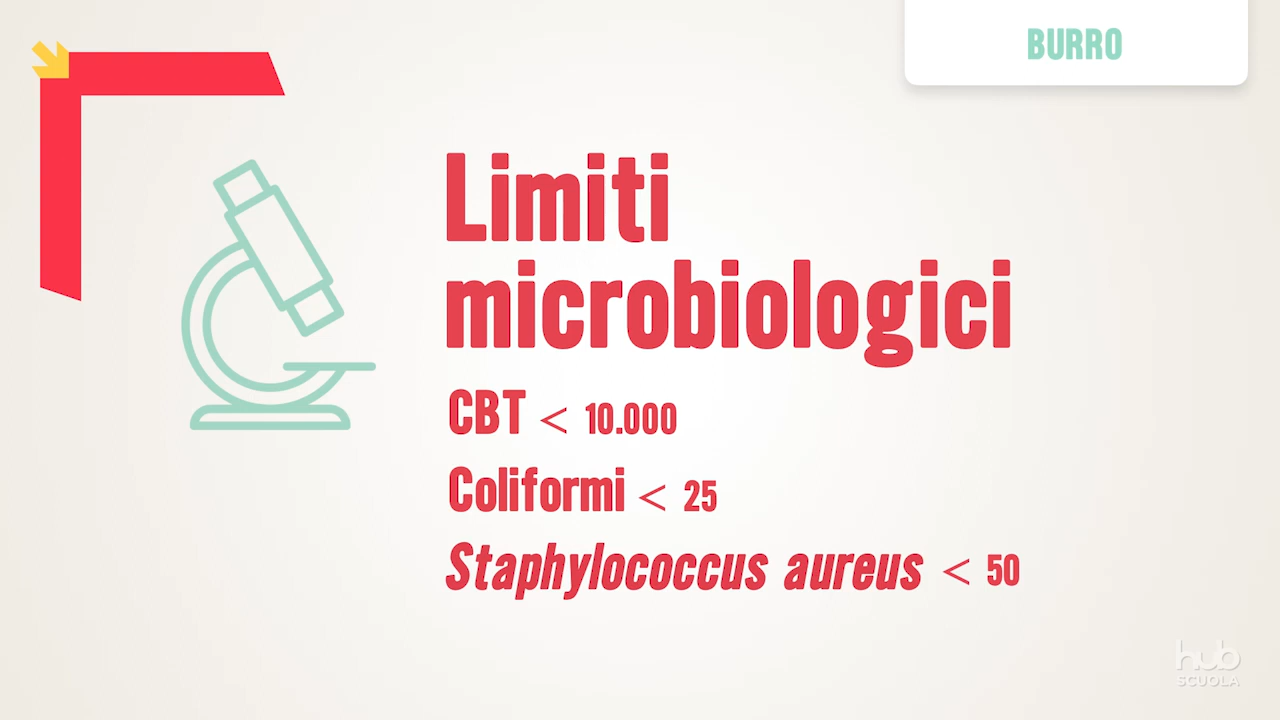 BURRO
Limiti
microbiologici
CBT < 10.000
Coliformi < 25
Staphylococcus aureus < 50
hub
SCUOLA